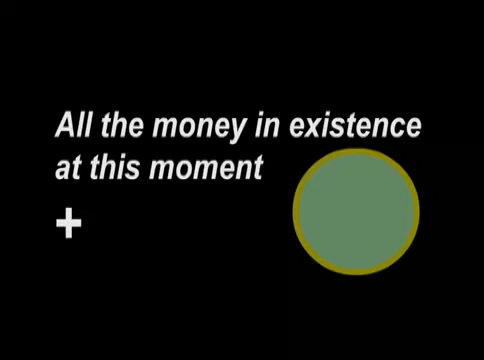 All the money in existence
at this moment
+